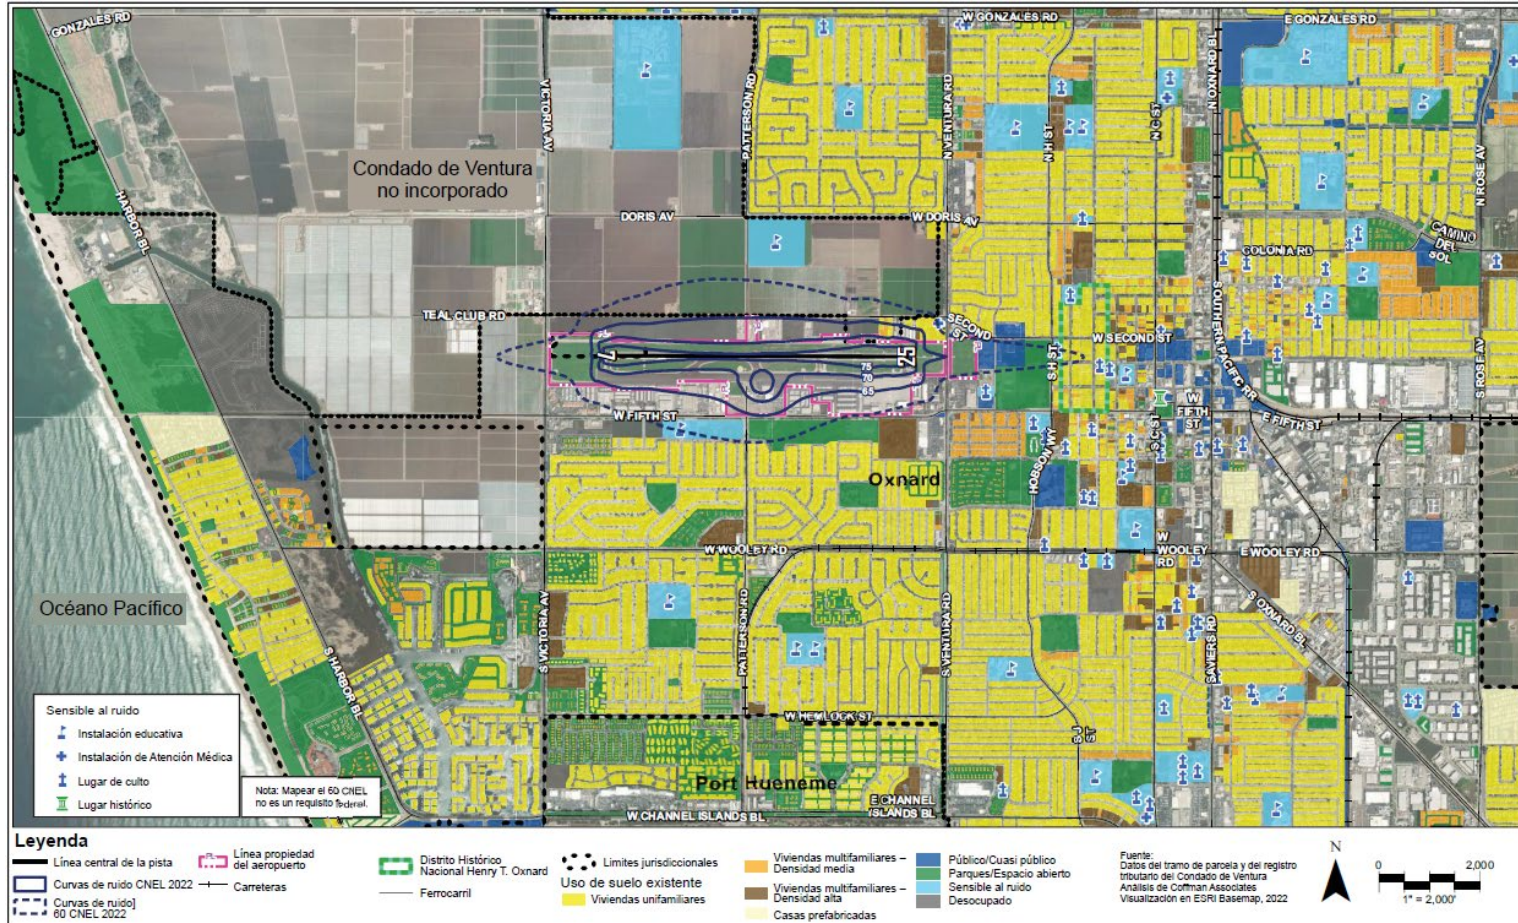 GONZALES RD
W GONZALES RD
E GONZALES RD
VICTORIA AV
PATTERSON RD
N VENTURA RD
N H ST
N C ST
N OXNARD BL
N ROSE AV
Condado de Ventura
no incorporado
HARBOR BL
DORIS AV
W DORIS AV
CAMINO
DEL
SOL
COLONIA RD
TEAL CLUB RD
SECOND
ST
W SECOND ST
S OUTHERN PACIFIC RR
7
25
75
70
65
S H ST
S ROSE AV
W FIFTH ST
W
FIFTH
ST
E FIFTH ST
S C ST
HOBSON WY
Oxnard
W WOOLEY RD
W
WOOLEY
RD
E WOOLEY RD
Océano Pacífico
S VICTORIA AV
PATTERSON RD
S VENTURA RD
SAVIERS RD
S OXNARD BL
S HARBOR BL
W HEMLOCK ST
S J
ST
Port Hueneme
E CHANNEL
ISLANDS BL
W CHANNEL ISLANDS BL
Sensible al ruido
Instalación educativa
Instalación de Atención Médica
Lugar de culto
Lugar histórico
Nota: Mapear el 60 CNEL
no es un requisito federal.
Leyenda
Línea central de la pista
Curvas de ruido CNEL 2022
Curvas de ruido]
60 CNEL 2022
Línea propiedad
del aeropuerto
Carreteras
Distrito Histórico
Nacional Henry T. Oxnard
Ferrocarril
Limites jurisdiccionales
Uso de suelo existente
Viviendas unifamiliares
Viviendas multifamiliares –
Densidad media
Viviendas multifamiliares –
Densidad alta
Casas prefabricadas
Público/Cuasi público
Parques/Espacio abierto
Sensible al ruido
Desocupado
Fuente:
Datos del tramo de parcela y del registro
tributario del Condado de Ventura
Análisis de Coffman Associates
Visualización en ESRI Basemap, 2022
N
0
2,000
1" = 2,000'